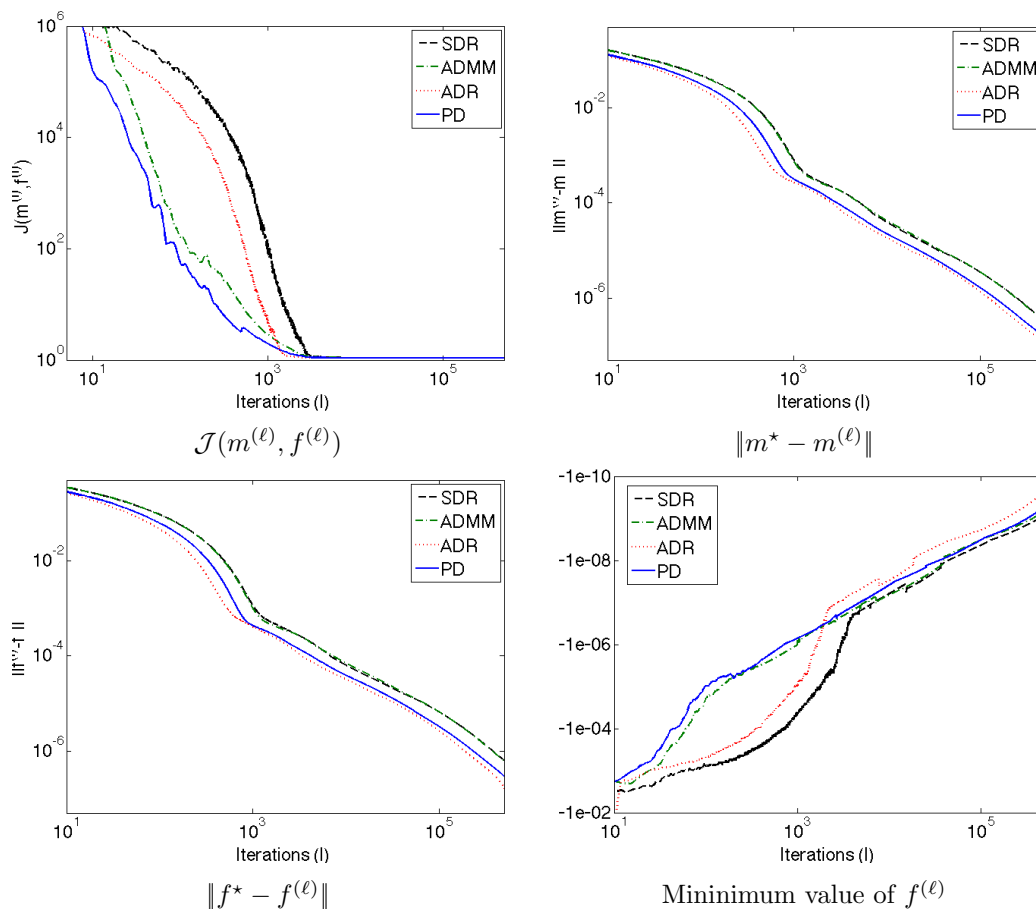 10^6
10^4
10^2
10^0
J(m^(l),f^(l))
SDR
ADMM
ADR
PD
10^1
10^3
10^5
Iterations (l)
𝒥(m^(ℓ), f^(ℓ))
10^-2
10^-4
10^-6
SDR
ADMM
ADR
PD
10^1
10^3
10^5
Iterations (l)
‖m^⋆ − m^(ℓ)‖
10^-2
10^-4
10^-6
SDR
ADMM
ADR
PD
10^1
10^3
10^5
Iterations (l)
‖f^⋆ − f^(ℓ)‖
-1e-10
-1e-08
-1e-06
-1e-04
-1e-02
SDR
ADMM
ADR
PD
10^1
10^3
10^5
Iterations (l)
Mininimum value of f^(ℓ)